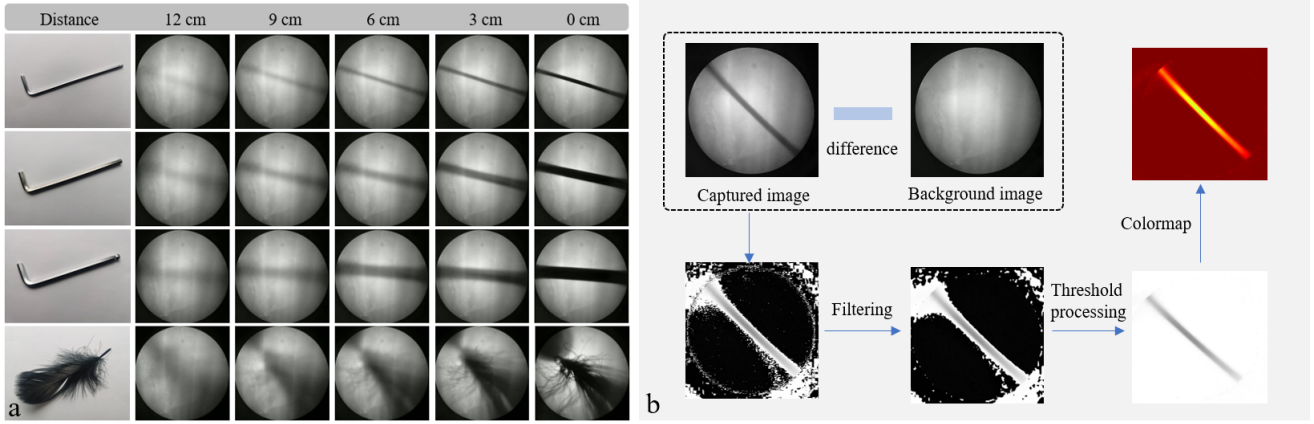 Distance 12 cm 9 cm 6 cm 3 cm 0 cm
a
difference
Captured image
Background image
Colormap
Filtering
Threshold
processing
b